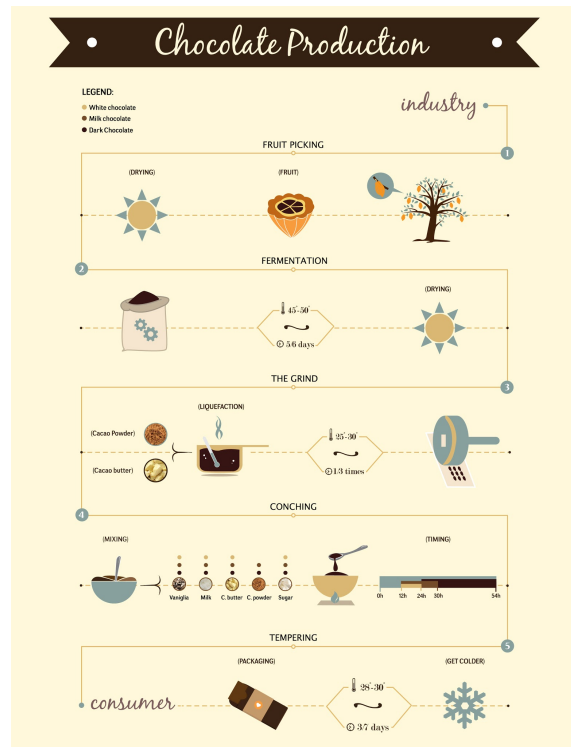 Chocolate Production
LEGEND:
White chocolate
Milk chocolate
Dark Chocolate
industry
1
FRUIT PICKING
(DRYING)
(FRUIT)
2
FERMENTATION
(DRYING)
45°-50°
5/6 days
THE GRIND
3
(LIQUEFACTION)
(Cacao Powder)
25°-30°
(Cacao butter)
1/3 times
4
CONCHING
(MIXING)
(TIMING)
Vaniglia
Milk
C. butter
C. powder
Sugar
0h
12h
24h
30h
54h
TEMPERING
5
(PACKAGING)
(GET COLDER)
28°-30°
consumer
3/7 days